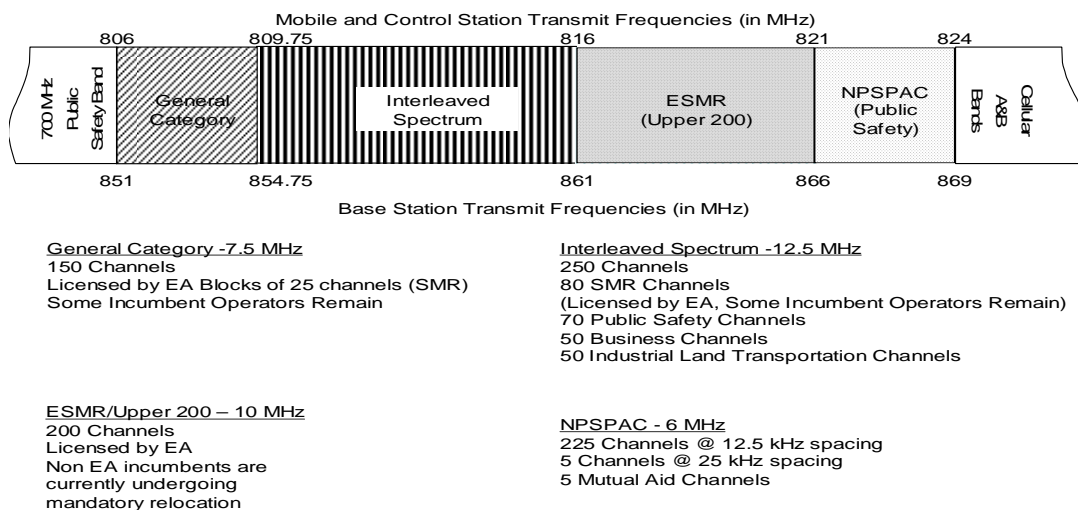 Mobile and Control Station Transmit Frequencies (in MHz)
806 809.75 816 821 824
700 MHz
Public
Safety Band
General
Category
Interleaved
Spectrum
ESMR
(Upper 200)
NPSPAC
(Public
Safety)
Cellular
A&B
Bands
851 854.75 861 866 869
Base Station Transmit Frequencies (in MHz)
General Category -7.5 MHz
150 Channels
Licensed by EA Blocks of 25 channels (SMR)
Some Incumbent Operators Remain
Interleaved Spectrum -12.5 MHz
250 Channels
80 SMR Channels
(Licensed by EA, Some Incumbent Operators Remain)
70 Public Safety Channels
50 Business Channels
50 Industrial Land Transportation Channels
ESMR/Upper 200 – 10 MHz
200 Channels
Licensed by EA
Non EA incumbents are
currently undergoing
mandatory relocation
NPSPAC - 6 MHz
225 Channels @ 12.5 kHz spacing
5 Channels @ 25 kHz spacing
5 Mutual Aid Channels